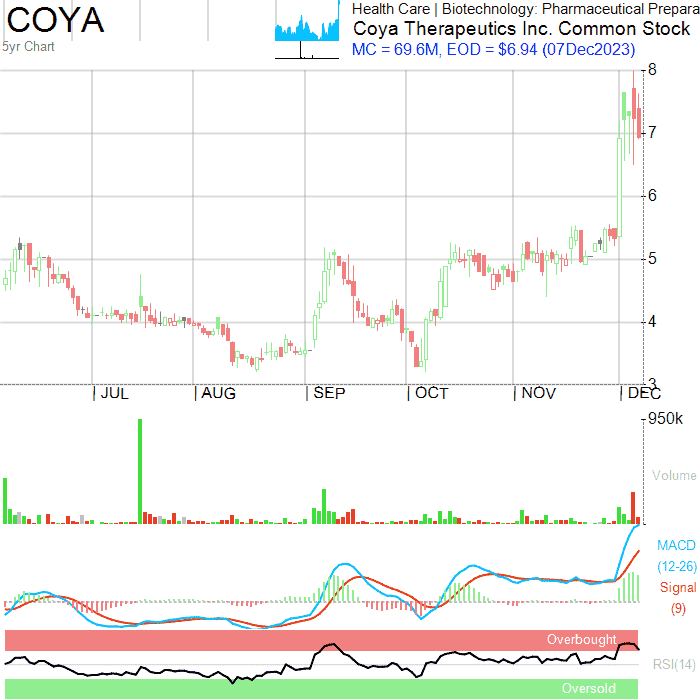 COYA
5yr Chart
Health Care | Biotechnology: Pharmaceutical Prepara
Coya Therapeutics Inc. Common Stock
MC = 69.6M, EOD = $6.94 (07Dec2023)
8
7
6
5
4
3
JUL
AUG
SEP
OCT
NOV
DEC
950k
Volume
MACD
(12-26)
Signal
(9)
Overbought
RSI(14)
Oversold